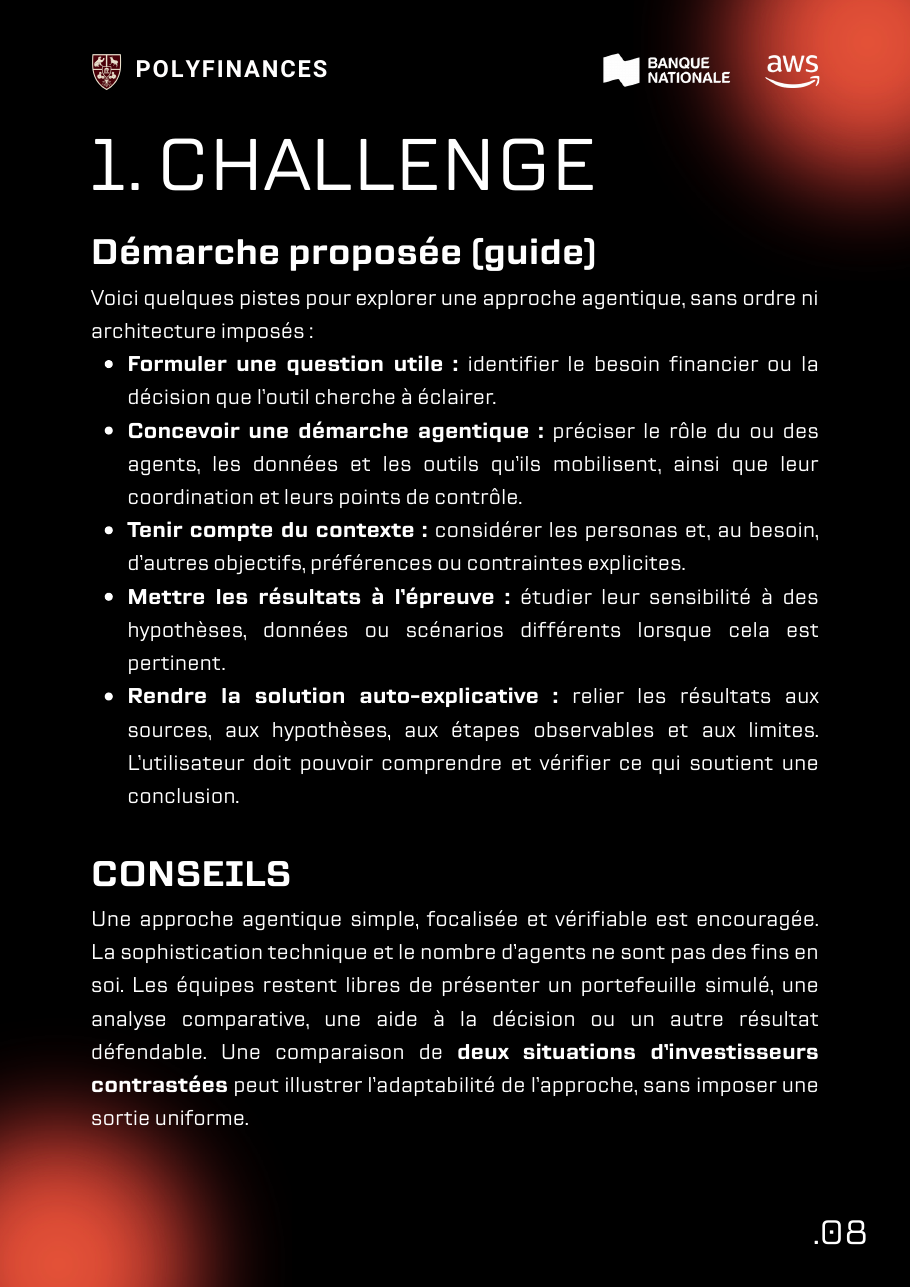 POLYFINANCES
BANQUE
NATIONALE
aws
1. CHALLENGE
Démarche proposée (guide)
Voici quelques pistes pour explorer une approche agentique, sans ordre ni
architecture imposés :
• Formuler une question utile : identifier le besoin financier ou la
décision que l'outil cherche à éclairer.
• Concevoir une démarche agentique : préciser le rôle du ou des
agents, les données et les outils qu'ils mobilisent, ainsi que leur
coordination et leurs points de contrôle.
• Tenir compte du contexte : considérer les personas et, au besoin,
d'autres objectifs, préférences ou contraintes explicites.
• Mettre les résultats à l'épreuve : étudier leur sensibilité à des
hypothèses, données ou scénarios différents lorsque cela est
pertinent.
• Rendre la solution auto-explicative : relier les résultats aux
sources, aux hypothèses, aux étapes observables et aux limites.
L'utilisateur doit pouvoir comprendre et vérifier ce qui soutient une
conclusion.
CONSEILS
Une approche agentique simple, focalisée et vérifiable est encouragée.
La sophistication technique et le nombre d'agents ne sont pas des fins en
soi. Les équipes restent libres de présenter un portefeuille simulé, une
analyse comparative, une aide à la décision ou un autre résultat
défendable. Une comparaison de deux situations d'investisseurs
contrastées peut illustrer l'adaptabilité de l'approche, sans imposer une
sortie uniforme.
.08